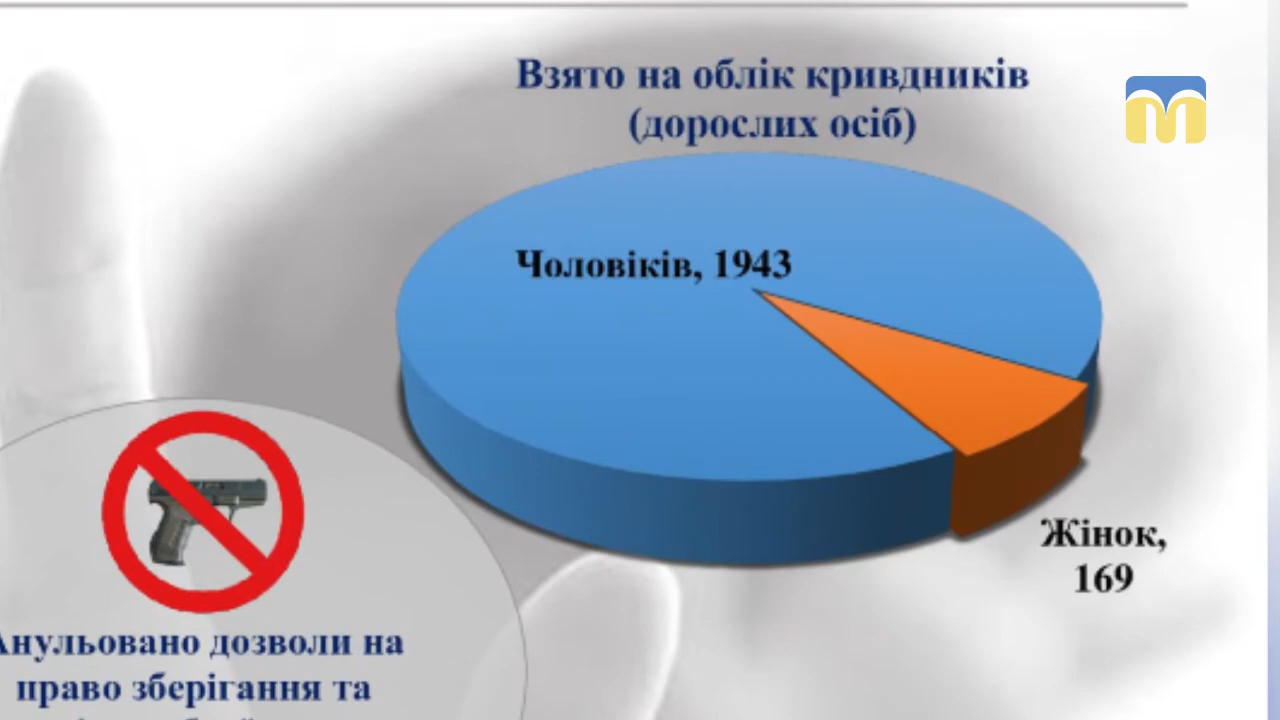 Взято на облік кривдників
(дорослих осіб)
Чоловіків, 1943
Жінок,
169
Анульовано дозволи на
право зберігання та